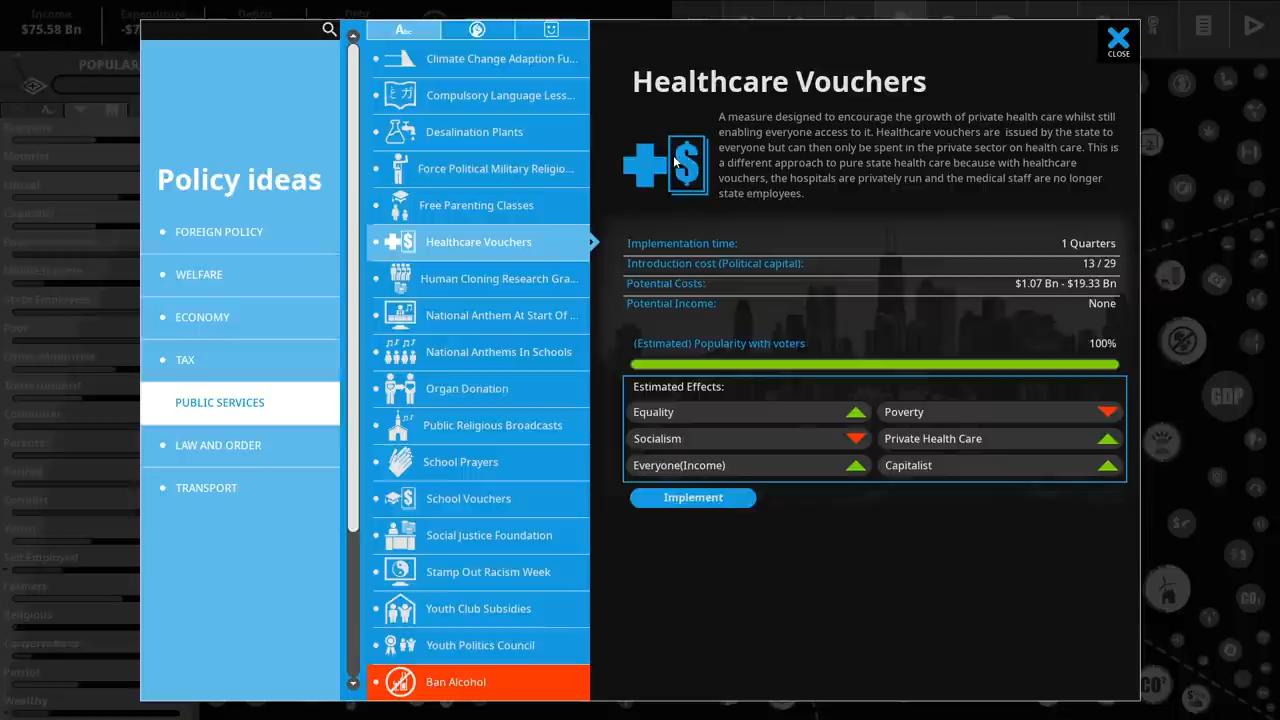 Income
Expenditure
Deficit
Debt
$75.58 Bn
-$7
POPULAR
Policy ideas
FOREIGN POLICY
WELFARE
ECONOMY
TAX
PUBLIC SERVICES
LAW AND ORDER
TRANSPORT
Abc
Climate Change Adaption Fu...
Compulsory Language Less...
Desalination Plants
Force Political Military Religio...
Free Parenting Classes
Healthcare Vouchers
Human Cloning Research Gra...
National Anthem At Start Of ...
National Anthems In Schools
Organ Donation
Public Religious Broadcasts
School Prayers
School Vouchers
Social Justice Foundation
Stamp Out Racism Week
Youth Club Subsidies
Youth Politics Council
Ban Alcohol
CLOSE
Healthcare Vouchers
A measure designed to encourage the growth of private health care whilst still
enabling everyone access to it. Healthcare vouchers are issued by the state to
everyone but can then only be spent in the private sector on health care. This is
a different approach to pure state health care because with healthcare
vouchers, the hospitals are privately run and the medical staff are no longer
state employees.
Implementation time: 1 Quarters
Introduction cost (Political capital): 13 / 29
Potential Costs: $1.07 Bn - $19.33 Bn
Potential Income: None
(Estimated) Popularity with voters 100%
Estimated Effects:
Equality Poverty
Socialism Private Health Care
Everyone(Income) Capitalist
Implement
GDP